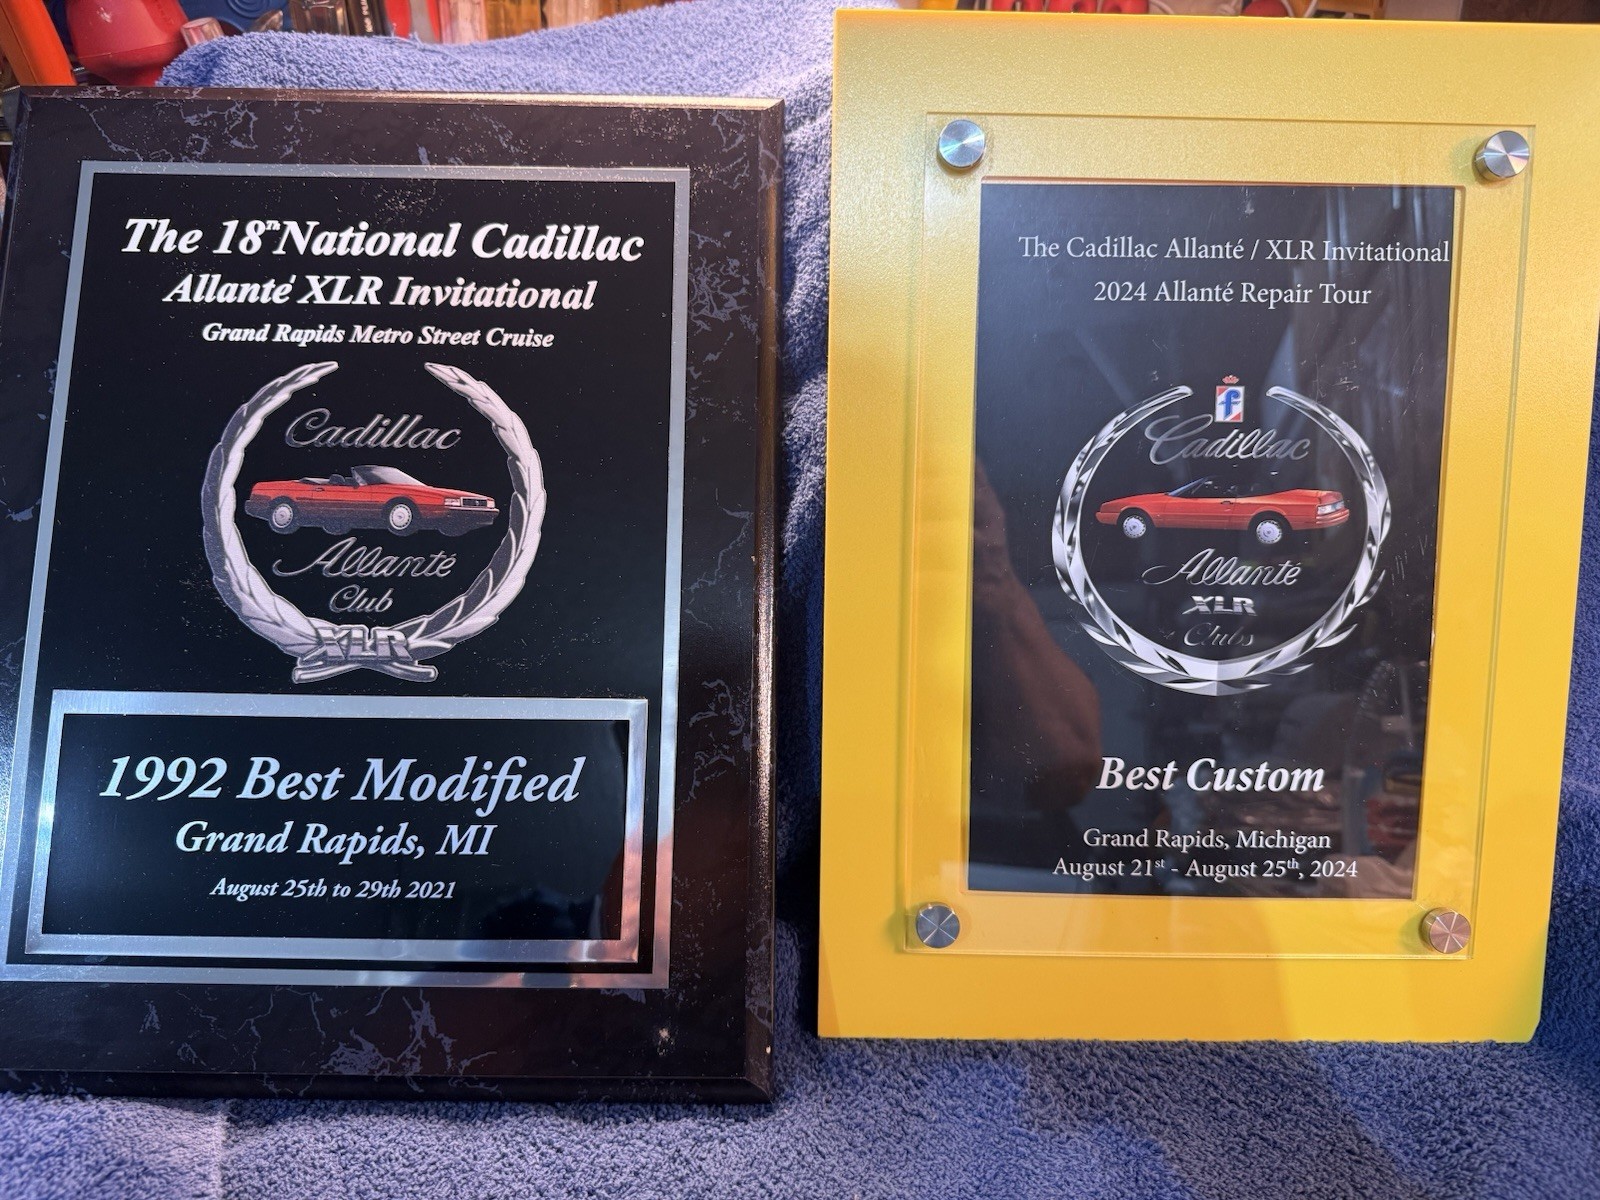 The 18th National Cadillac
Allanté XLR Invitational
Grand Rapids Metro Street Cruise
Cadillac
Allanté
Club
XLR
1992 Best Modified
Grand Rapids, MI
August 25th to 29th 2021
The Cadillac Allanté / XLR Invitational
2024 Allanté Repair Tour
f
Cadillac
Allanté
XLR
Clubs
Best Custom
Grand Rapids, Michigan
August 21st - August 25th, 2024